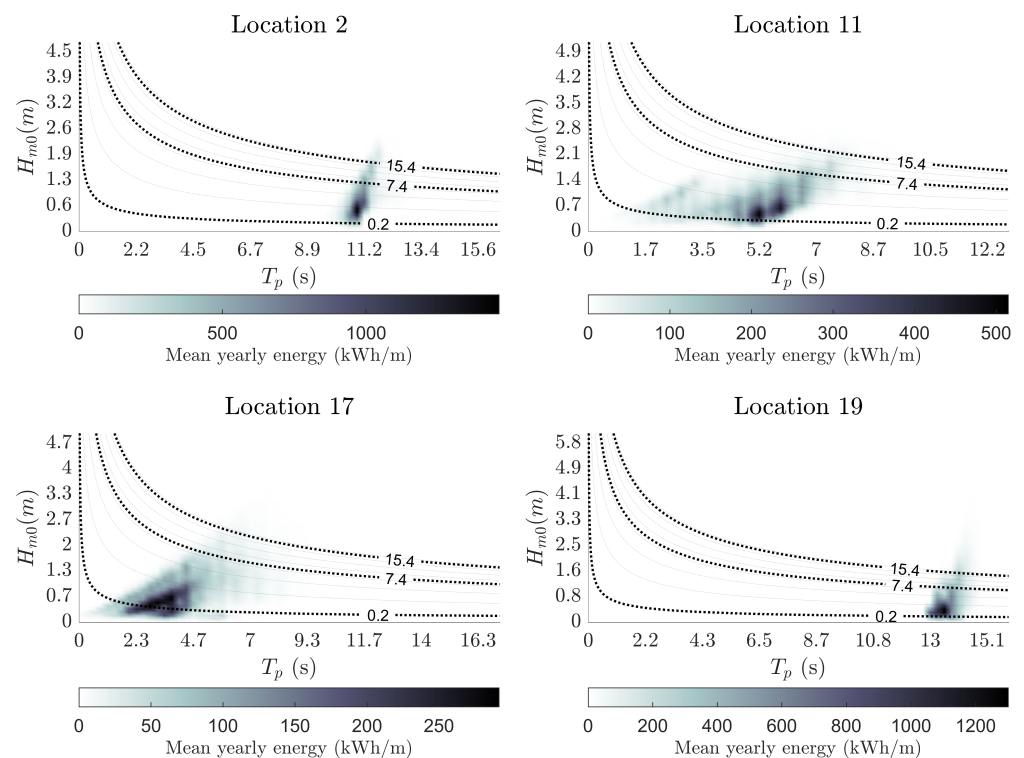 Location 2
4.5
3.9
3.2
2.6
1.9
1.3
0.6
0
H_{m0}(m)
15.4
7.4
0.2
0 2.2 4.5 6.7 8.9 11.2 13.4 15.6
T_p (s)
0 500 1000
Mean yearly energy (kWh/m)
Location 11
4.9
4.2
3.5
2.8
2.1
1.4
0.7
0
H_{m0}(m)
15.4
7.4
0.2
0 1.7 3.5 5.2 7 8.7 10.5 12.2
T_p (s)
0 100 200 300 400 500
Mean yearly energy (kWh/m)
Location 17
4.7
4
3.3
2.7
2
1.3
0.7
0
H_{m0}(m)
15.4
7.4
0.2
0 2.3 4.7 7 9.3 11.7 14 16.3
T_p (s)
0 50 100 150 200 250
Mean yearly energy (kWh/m)
Location 19
5.8
4.9
4.1
3.3
2.5
1.6
0.8
0
H_{m0}(m)
15.4
7.4
0.2
0 2.2 4.3 6.5 8.7 10.8 13 15.1
T_p (s)
0 200 400 600 800 1000 1200
Mean yearly energy (kWh/m)